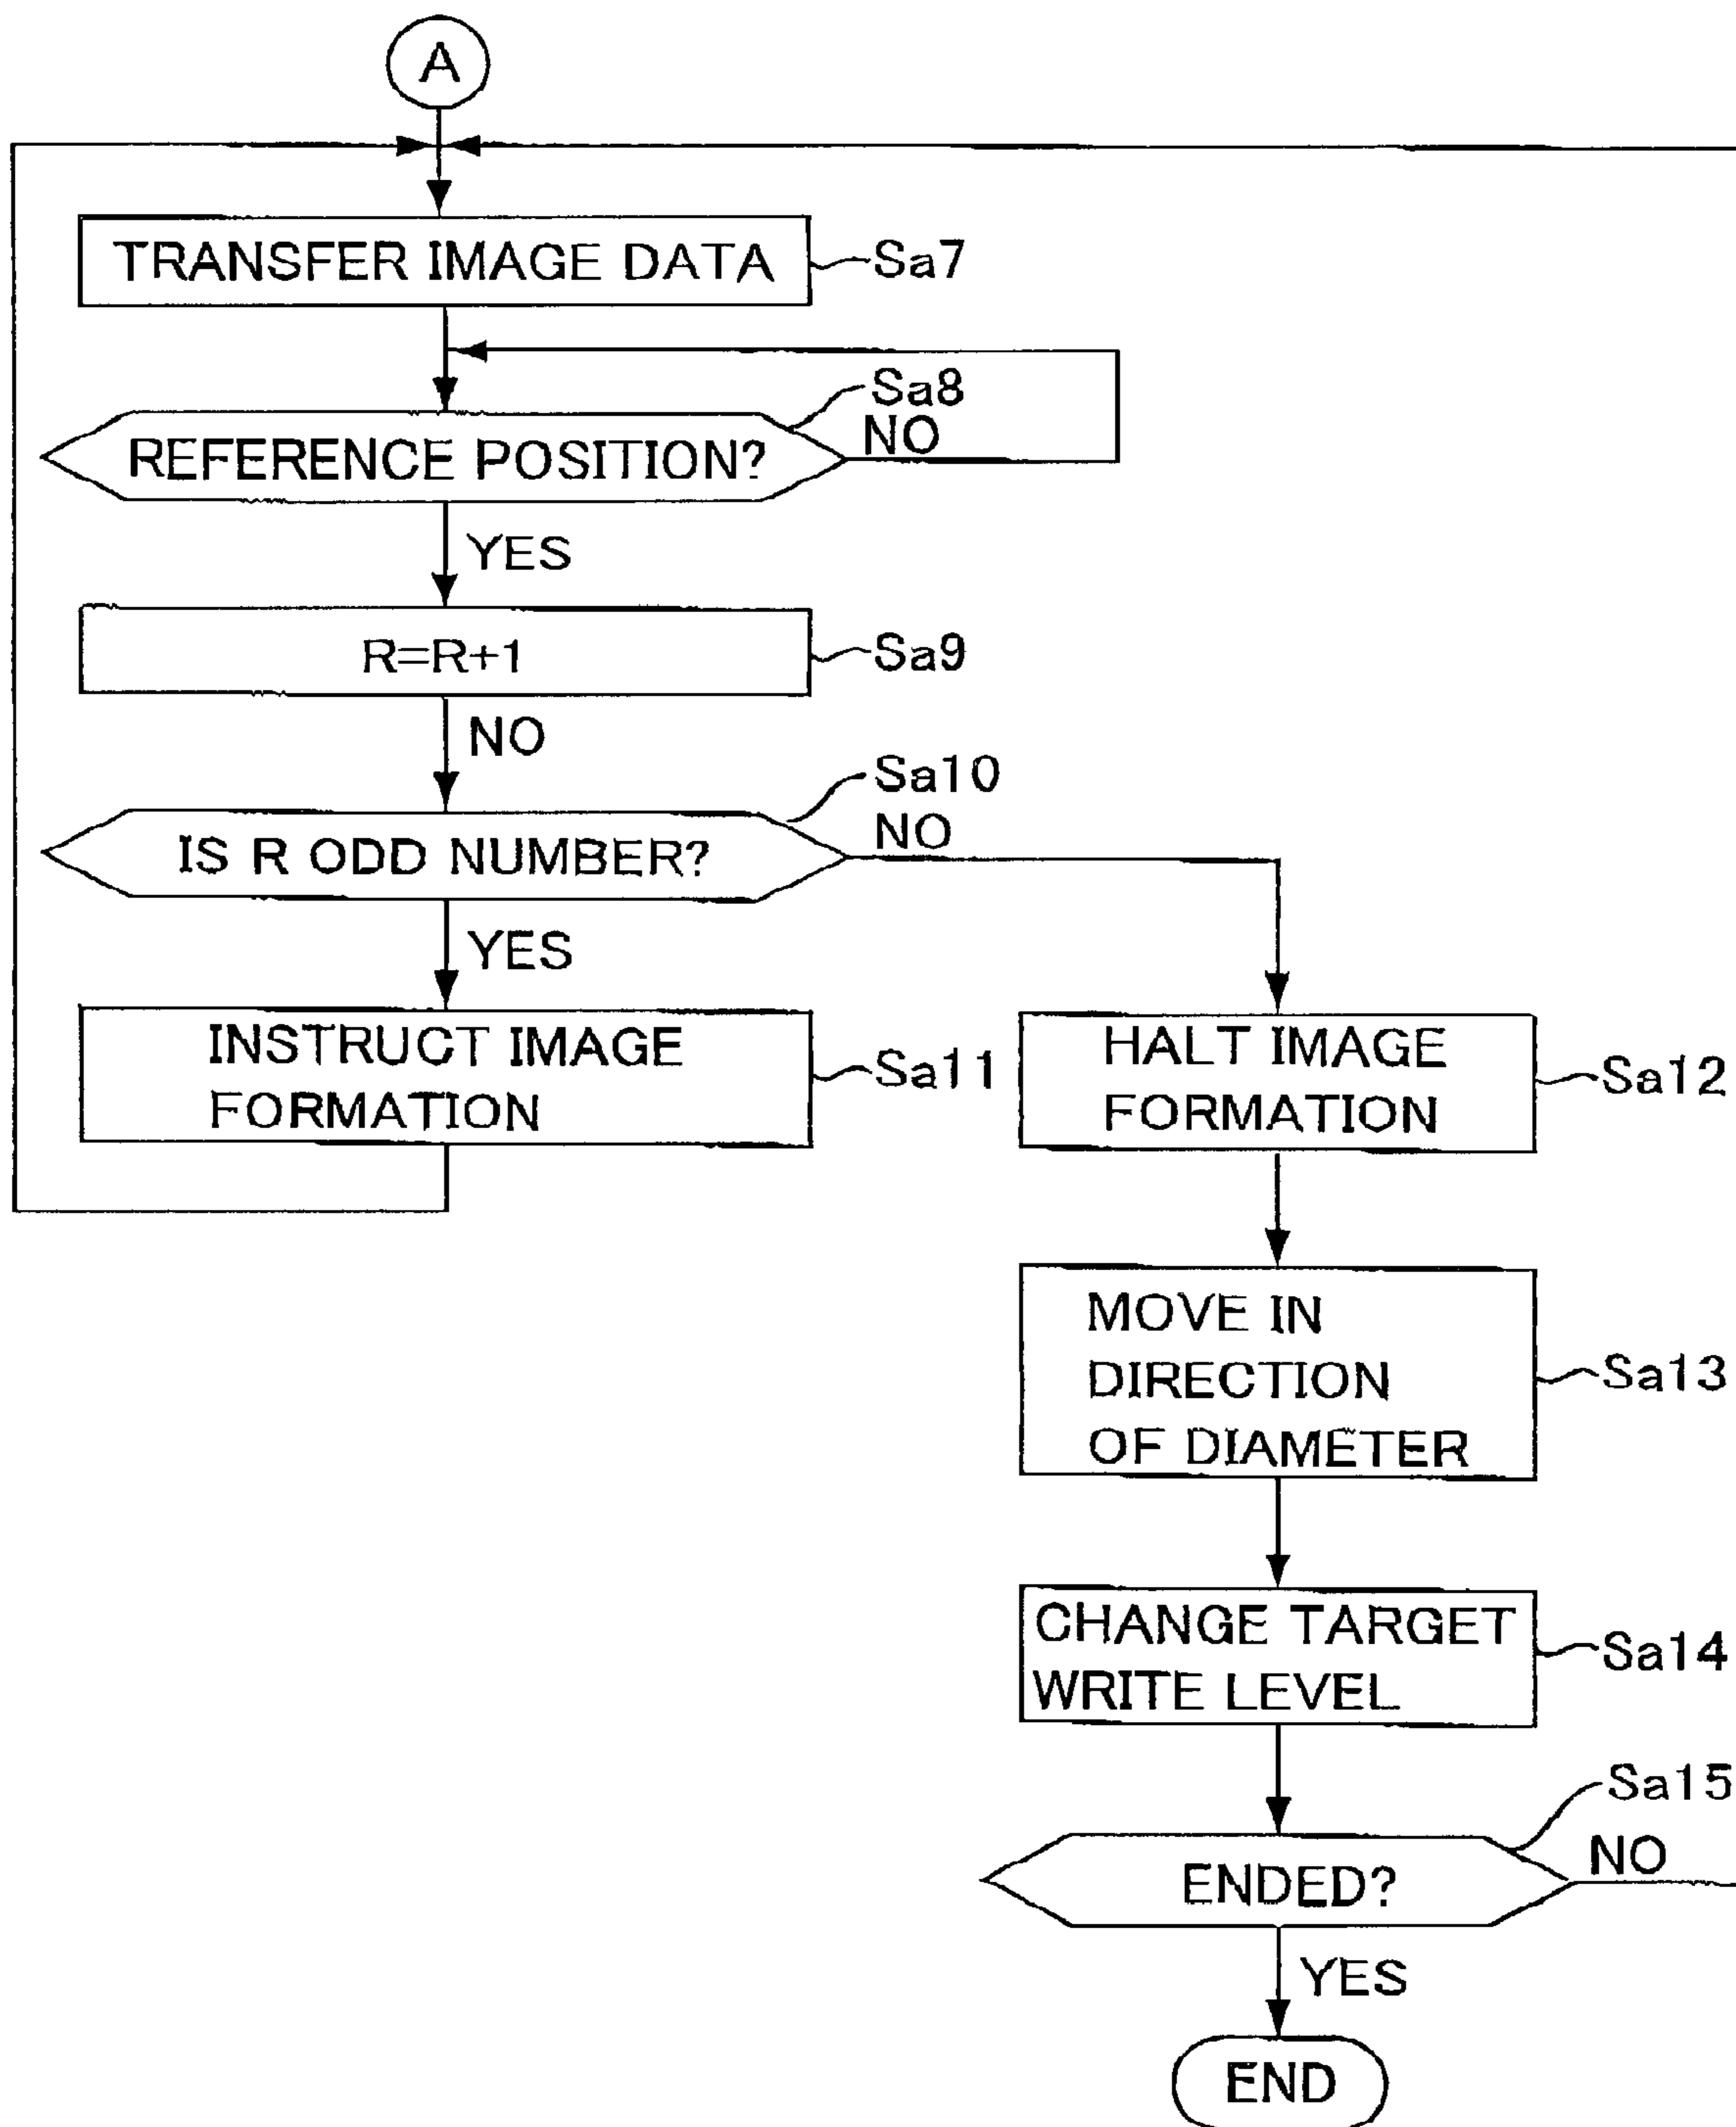 A
TRANSFER IMAGE DATA
Sa7
Sa8
REFERENCE POSITION?
NO
YES
R=R+1
Sa9
NO
Sa10
IS R ODD NUMBER?
NO
YES
INSTRUCT IMAGE
FORMATION
Sa11
HALT IMAGE
FORMATION
Sa12
MOVE IN
DIRECTION
OF DIAMETER
Sa13
CHANGE TARGET
WRITE LEVEL
Sa14
Sa15
ENDED?
NO
YES
END